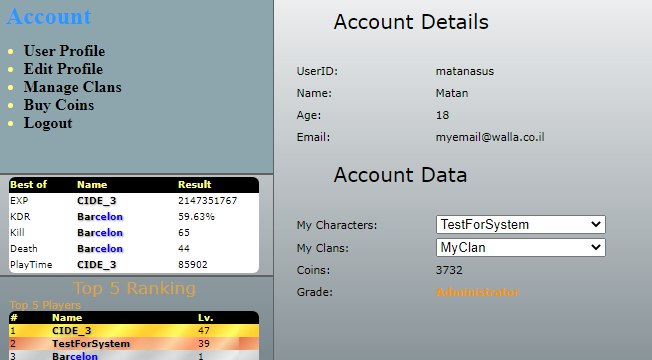 Account
User Profile
Edit Profile
Manage Clans
Buy Coins
Logout
Best of Name Result
EXP CIDE_3 2147351767
KDR Barcelon 59.63%
Kill Barcelon 65
Death Barcelon 44
PlayTime CIDE_3 85902
Top 5 Ranking
Top 5 Players
# Name Lv.
1 CIDE_3 47
2 TestForSystem 39
3 Barcelon 1
Account Details
UserID: matanasus
Name: Matan
Age: 18
Email: myemail@walla.co.il
Account Data
My Characters: TestForSystem
My Clans: MyClan
Coins: 3732
Grade: Administrator